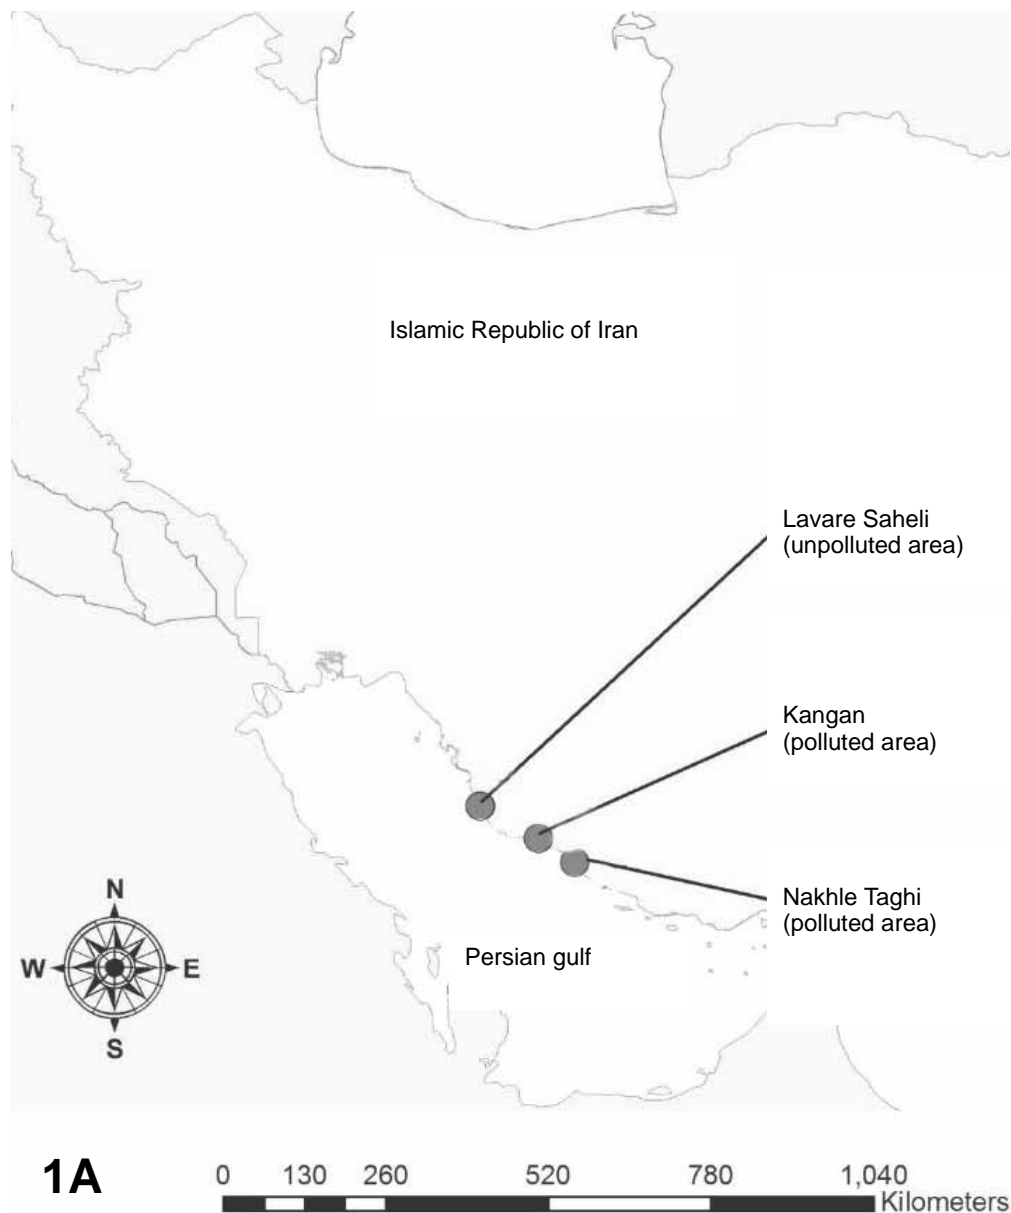 Islamic Republic of Iran
Lavare Saheli
(unpolluted area)
Kangan
(polluted area)
Nakhle Taghi
(polluted area)
Persian gulf
N
W E
S
1A
0 130 260 520 780 1,040
Kilometers